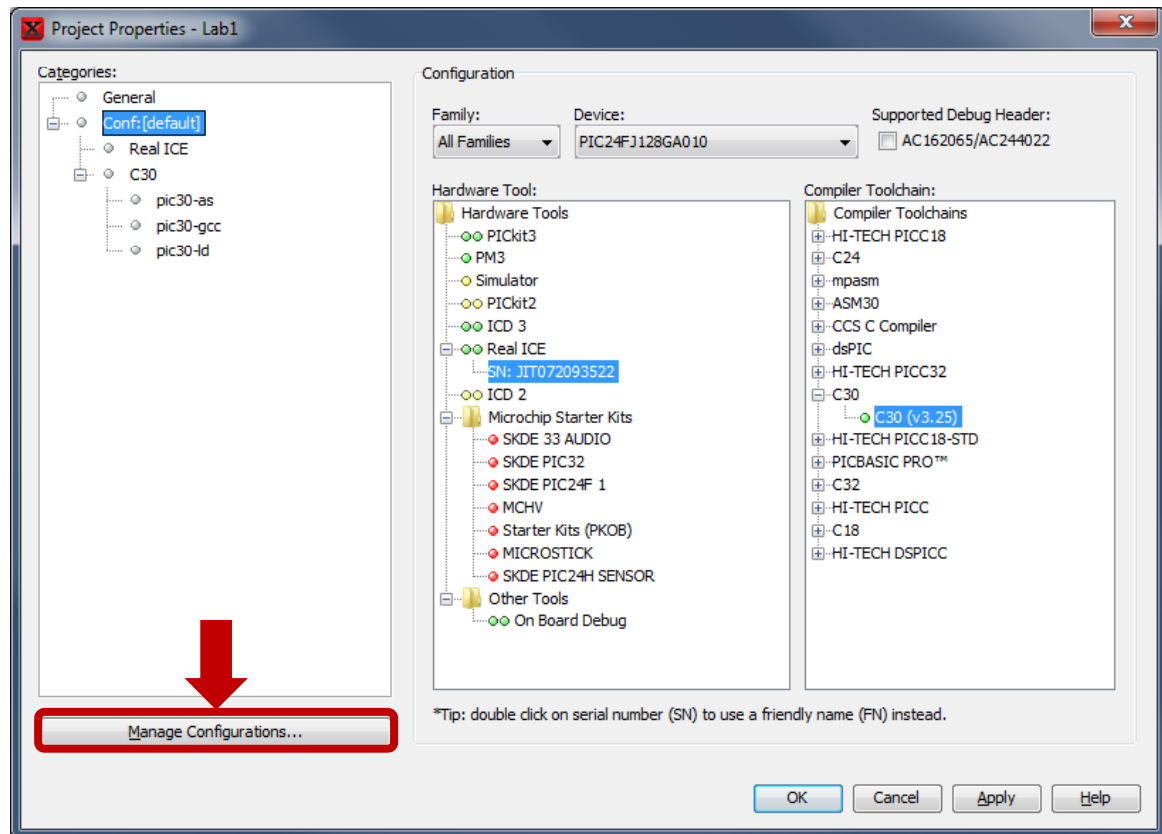 Project Properties - Lab1
Categories:
General
Conf:[default]
Real ICE
C30
pic30-as
pic30-gcc
pic30-ld
Manage Configurations...
Configuration
Family:
Device:
Supported Debug Header:
All Families
PIC24FJ128GA010
AC162065/AC244022
Hardware Tool:
Hardware Tools
PICkit3
PM3
Simulator
PICkit2
ICD 3
Real ICE
SN: JIT072093522
ICD 2
Microchip Starter Kits
SKDE 33 AUDIO
SKDE PIC32
SKDE PIC24F 1
MCHV
Starter Kits (PKOB)
MICROSTICK
SKDE PIC24H SENSOR
Other Tools
On Board Debug
Compiler Toolchain:
Compiler Toolchains
HI-TECH PICC18
C24
mpasm
ASM30
CCS C Compiler
dsPIC
HI-TECH PICC32
C30
C30 (v3.25)
HI-TECH PICC18-STD
PICBASIC PRO™
C32
HI-TECH PICC
C18
HI-TECH DSPICC
*Tip: double click on serial number (SN) to use a friendly name (FN) instead.
OK
Cancel
Apply
Help